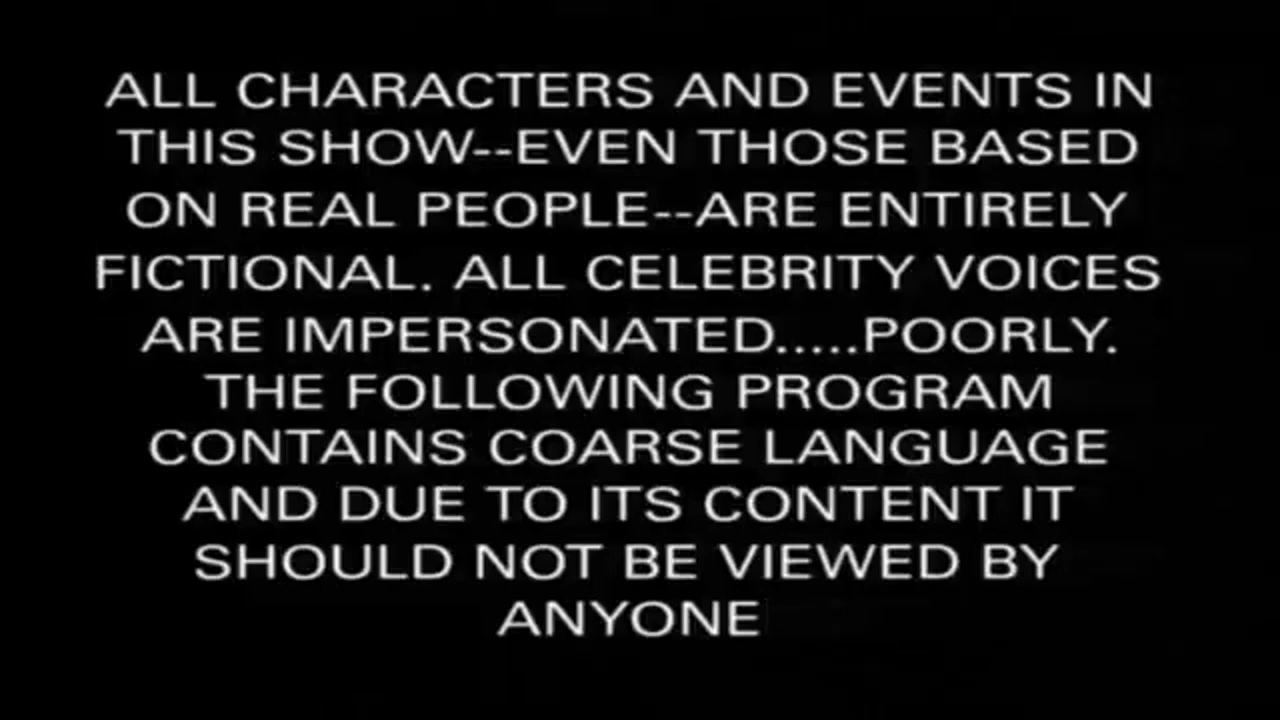 ALL CHARACTERS AND EVENTS IN
THIS SHOW--EVEN THOSE BASED
ON REAL PEOPLE--ARE ENTIRELY
FICTIONAL. ALL CELEBRITY VOICES
ARE IMPERSONATED.....POORLY.
THE FOLLOWING PROGRAM
CONTAINS COARSE LANGUAGE
AND DUE TO ITS CONTENT IT
SHOULD NOT BE VIEWED BY
ANYONE